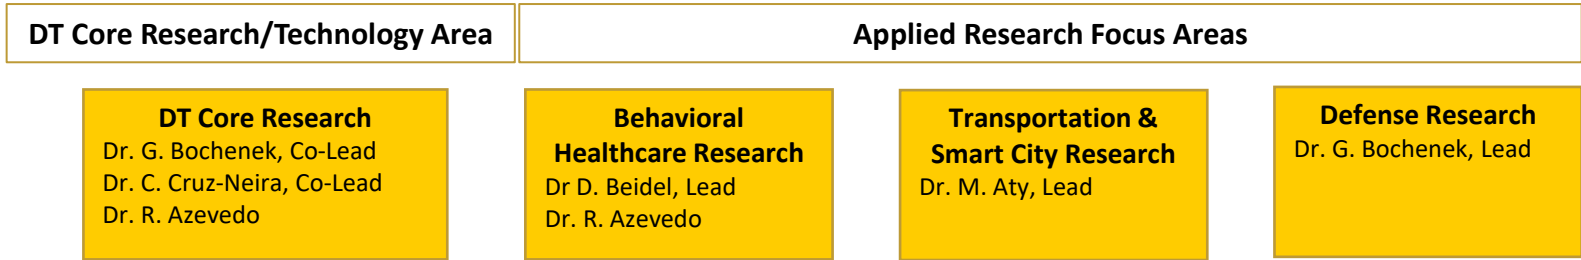 DT Core Research/Technology Area
Applied Research Focus Areas
DT Core Research
Dr. G. Bochenek, Co-Lead
Dr. C. Cruz-Neira, Co-Lead
Dr. R. Azevedo
Behavioral
Healthcare Research
Dr D. Beidel, Lead
Dr. R. Azevedo
Transportation &
Smart City Research
Dr. M. Aty, Lead
Defense Research
Dr. G. Bochenek, Lead